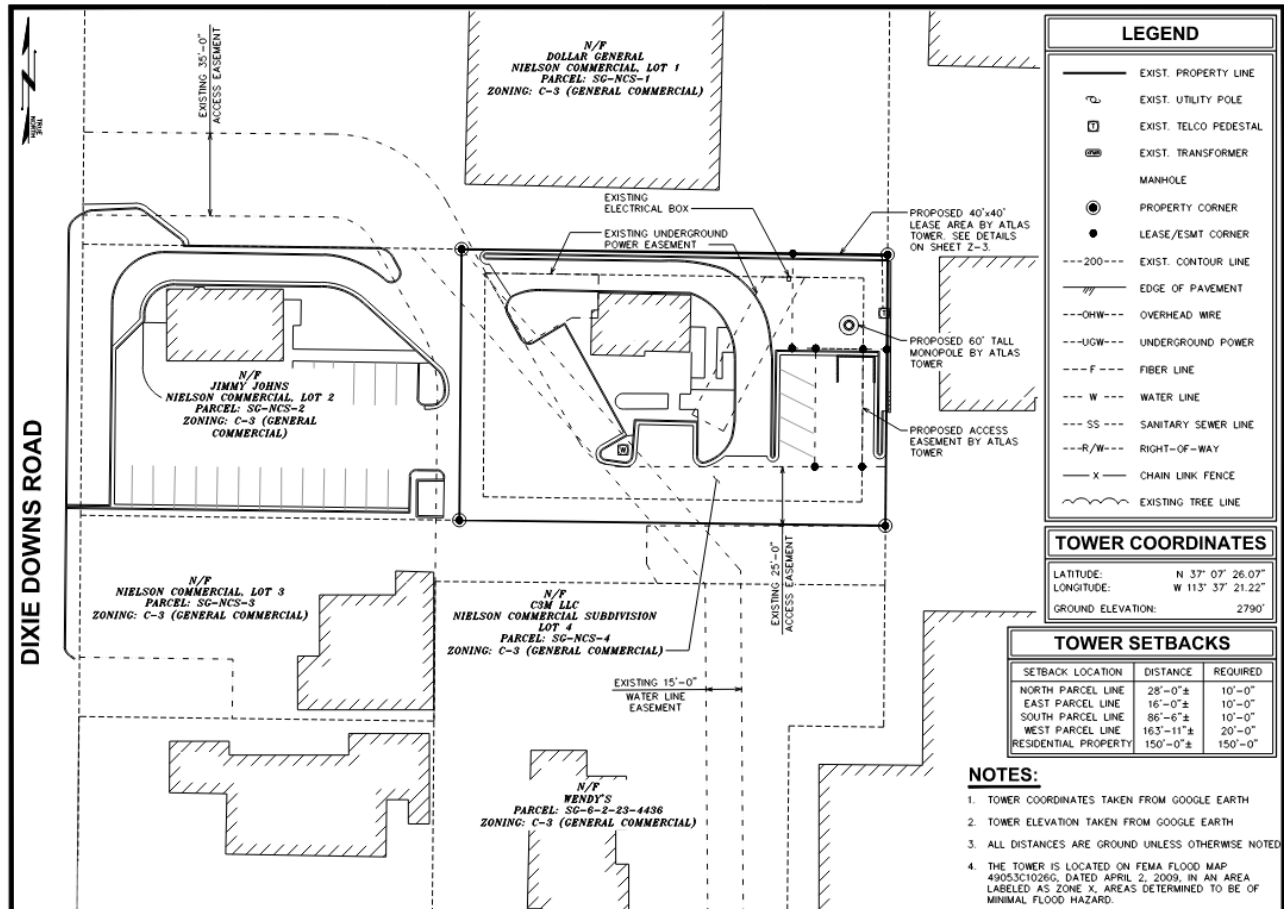 TRUE
NORTH
DIXIE DOWNS ROAD
EXISTING 35'-0"
ACCESS EASEMENT
N/F
DOLLAR GENERAL
NIELSON COMMERCIAL, LOT 1
PARCEL: SG-NCS-1
ZONING: C-3 (GENERAL COMMERCIAL)
EXISTING
ELECTRICAL BOX
EXISTING UNDERGROUND
POWER EASEMENT
PROPOSED 40'x40'
LEASE AREA BY ATLAS
TOWER. SEE DETAILS
ON SHEET Z-3.
T
PROPOSED 60' TALL
MONOPOLE BY ATLAS
TOWER
N/F
JIMMY JOHNS
NIELSON COMMERCIAL, LOT 2
PARCEL: SG-NCS-2
ZONING: C-3 (GENERAL
COMMERCIAL)
W
PROPOSED ACCESS
EASEMENT BY ATLAS
TOWER
EXISTING 25'-0"
ACCESS EASEMENT
N/F
NIELSON COMMERCIAL, LOT 3
PARCEL: SG-NCS-3
ZONING: C-3 (GENERAL COMMERCIAL)
N/F
C3M LLC
NIELSON COMMERCIAL SUBDIVISION
LOT 4
PARCEL: SG-NCS-4
ZONING: C-3 (GENERAL COMMERCIAL)
EXISTING 15'-0"
WATER LINE
EASEMENT
N/F
WENDY'S
PARCEL: SG-6-2-23-4436
ZONING: C-3 (GENERAL COMMERCIAL)
LEGEND
EXIST. PROPERTY LINE
EXIST. UTILITY POLE
T EXIST. TELCO PEDESTAL
EXIST. TRANSFORMER
MANHOLE
PROPERTY CORNER
LEASE/ESMT CORNER
---200--- EXIST. CONTOUR LINE
EDGE OF PAVEMENT
---OHW--- OVERHEAD WIRE
---UGW--- UNDERGROUND POWER
--- F --- FIBER LINE
--- W --- WATER LINE
--- SS --- SANITARY SEWER LINE
---R/W--- RIGHT-OF-WAY
— X — CHAIN LINK FENCE
EXISTING TREE LINE
TOWER COORDINATES
LATITUDE: N 37° 07' 26.07"
LONGITUDE: W 113° 37' 21.22"
GROUND ELEVATION: 2790'
TOWER SETBACKS
SETBACK LOCATION DISTANCE REQUIRED
NORTH PARCEL LINE 28'-0"± 10'-0"
EAST PARCEL LINE 16'-0"± 10'-0"
SOUTH PARCEL LINE 86'-6"± 10'-0"
WEST PARCEL LINE 163'-11"± 20'-0"
RESIDENTIAL PROPERTY 150'-0"± 150'-0"
NOTES:
1. TOWER COORDINATES TAKEN FROM GOOGLE EARTH
2. TOWER ELEVATION TAKEN FROM GOOGLE EARTH
3. ALL DISTANCES ARE GROUND UNLESS OTHERWISE NOTED
4. THE TOWER IS LOCATED ON FEMA FLOOD MAP
49053C1026G, DATED APRIL 2, 2009, IN AN AREA
LABELED AS ZONE X, AREAS DETERMINED TO BE OF
MINIMAL FLOOD HAZARD.